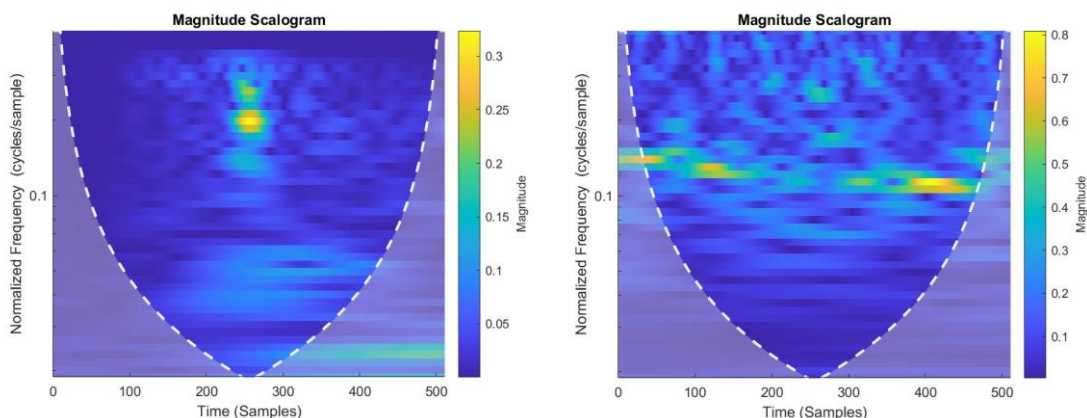 Magnitude Scalogram
Normalized Frequency (cycles/sample)
0.1
0 100 200 300 400 500
Time (Samples)
0.3
0.25
0.2
0.15
0.1
0.05
Magnitude
Magnitude Scalogram
Normalized Frequency (cycles/sample)
0.1
0 100 200 300 400 500
Time (Samples)
0.8
0.7
0.6
0.5
0.4
0.3
0.2
0.1
Magnitude